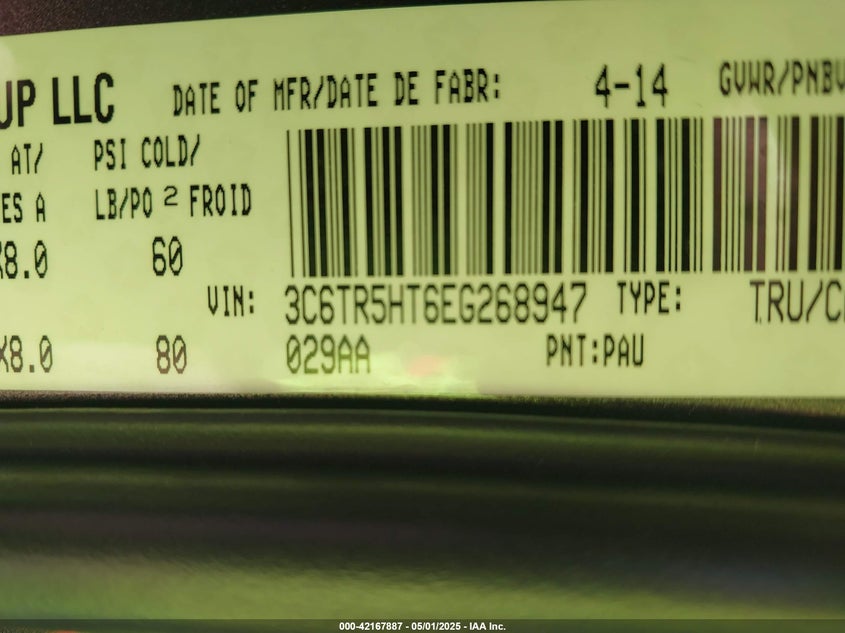 UP LLC DATE OF MFR/DATE DE FABR: 4-14 GVWR/PNBV
AT/ PSI COLD/
ES A LB/PO 2 FROID
X8.0 60
VIN: 3C6TR5HT6EG268947 TYPE: TRU/C
X8.0 80 029AA PNT:PAU
000-42167887 - 05/01/2025 - IAA Inc.